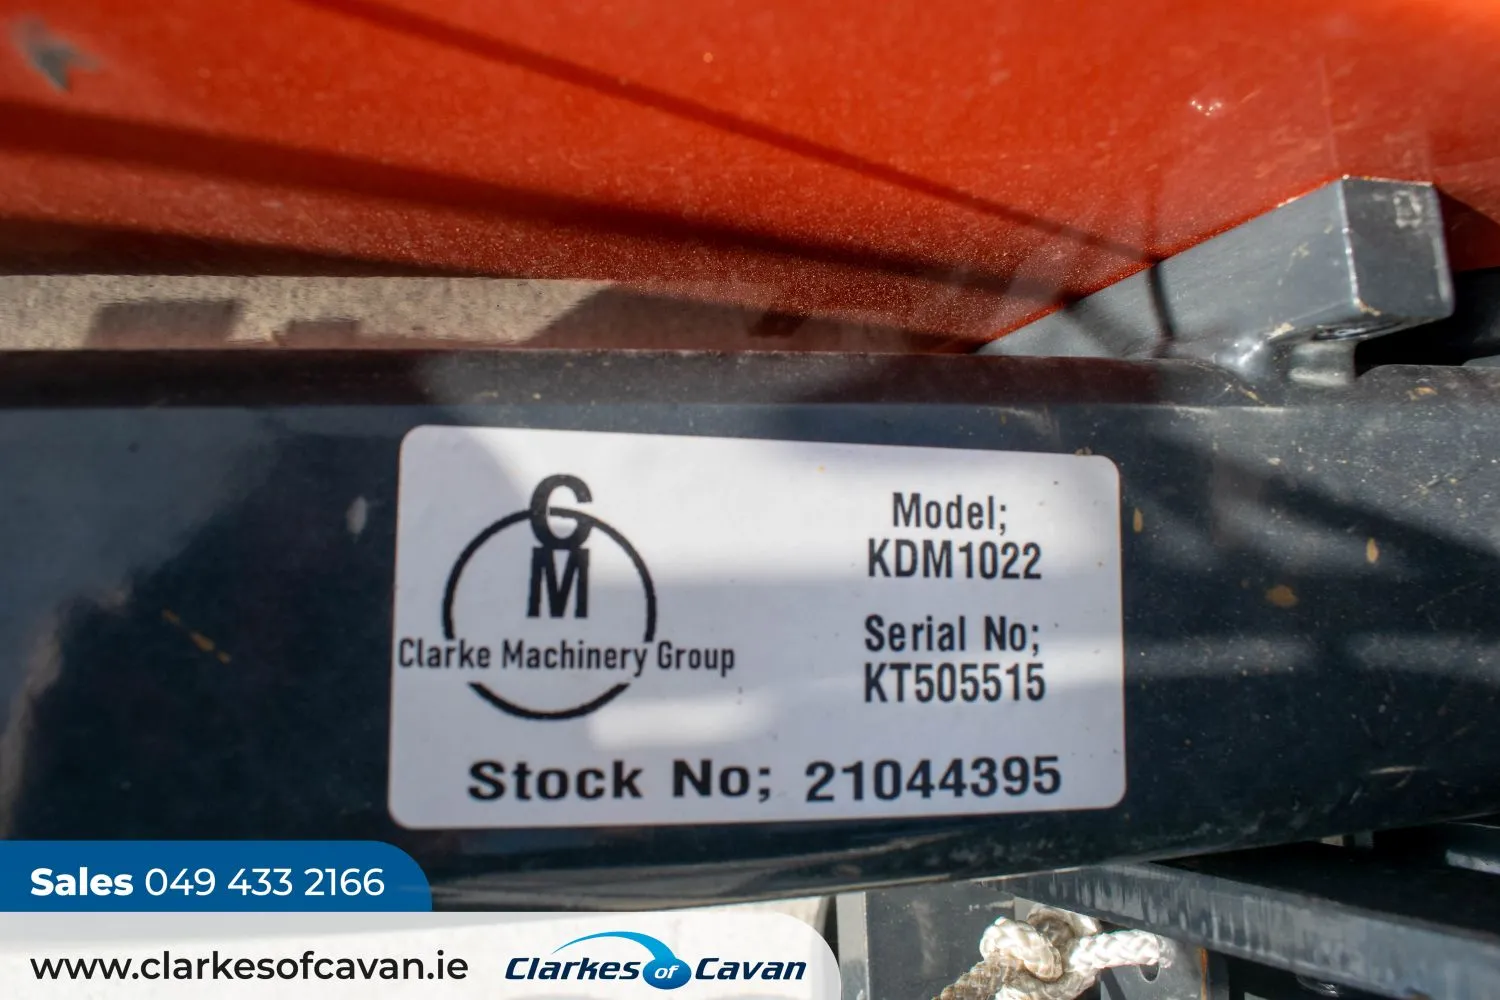 GM
Clarke Machinery Group
Model;
KDM1022
Serial No;
KT505515
Stock No; 21044395
Sales 049 433 2166
www.clarkesofcavan.ie
Clarkes of Cavan